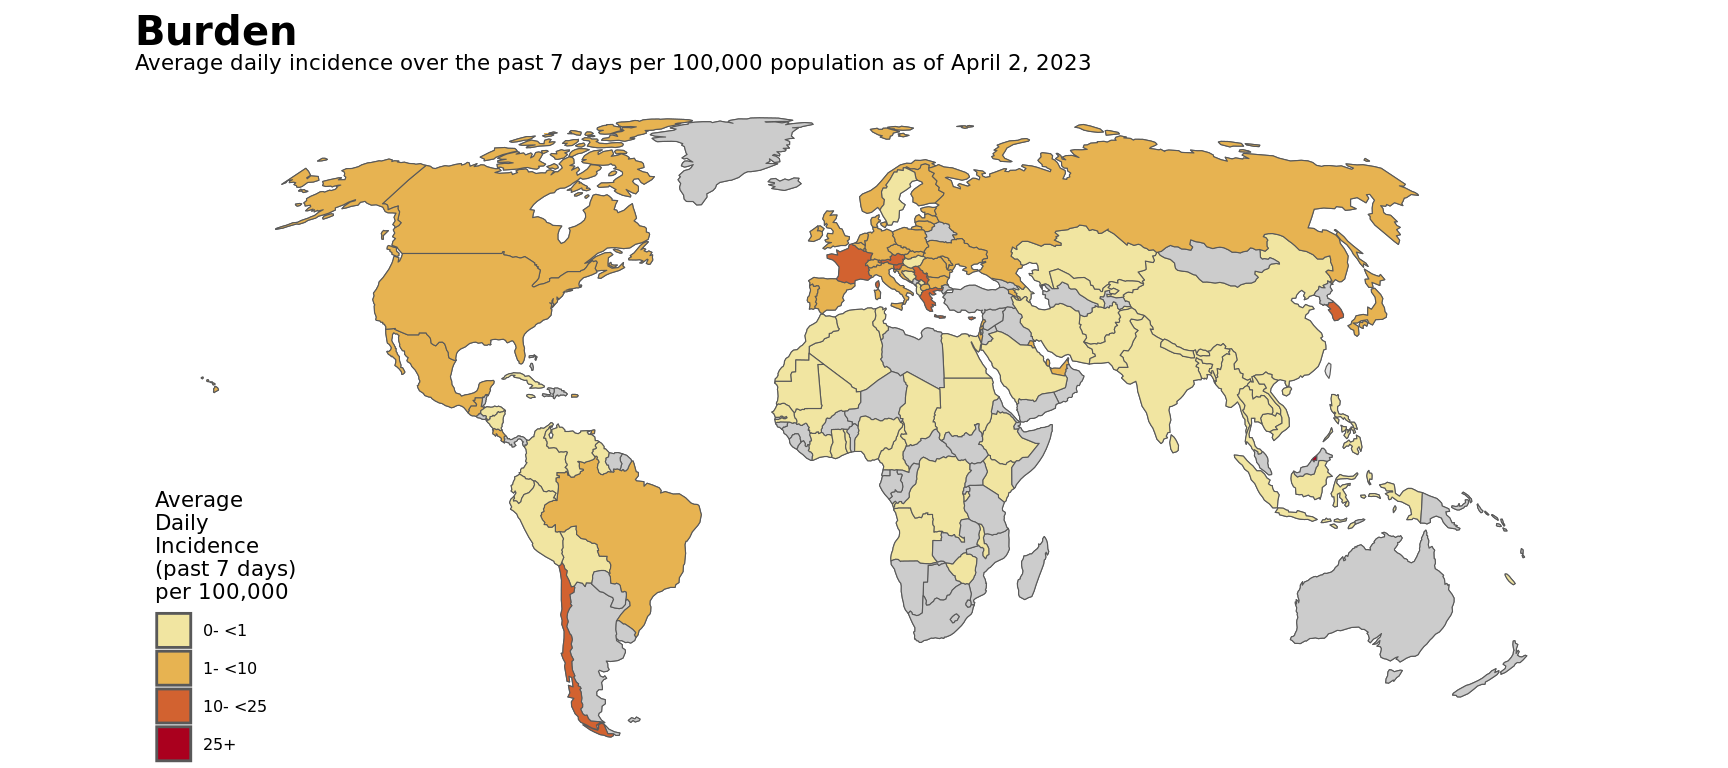 Burden
Average daily incidence over the past 7 days per 100,000 population as of April 2, 2023
Average
Daily
Incidence
(past 7 days)
per 100,000
0- <1
1- <10
10- <25
25+